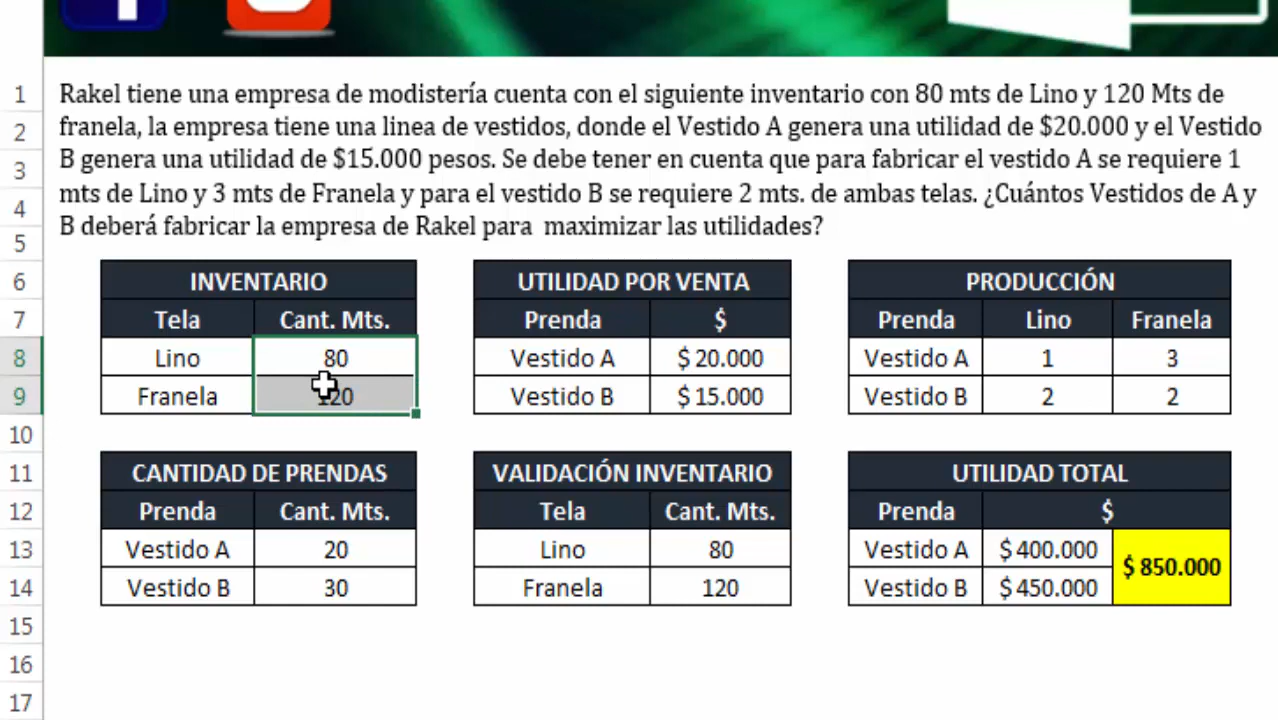 1
Rakel tiene una empresa de modistería cuenta con el siguiente inventario con 80 mts de Lino y 120 Mts de
2
franela, la empresa tiene una linea de vestidos, donde el Vestido A genera una utilidad de $20.000 y el Vestido
3
B genera una utilidad de $15.000 pesos. Se debe tener en cuenta que para fabricar el vestido A se requiere 1
4
mts de Lino y 3 mts de Franela y para el vestido B se requiere 2 mts. de ambas telas. ¿Cuántos Vestidos de A y
5
B deberá fabricar la empresa de Rakel para maximizar las utilidades?
6 INVENTARIO UTILIDAD POR VENTA PRODUCCIÓN
7 Tela Cant. Mts. Prenda $ Prenda Lino Franela
8 Lino 80 Vestido A $ 20.000 Vestido A 1 3
9 Franela 120 Vestido B $ 15.000 Vestido B 2 2
10
11 CANTIDAD DE PRENDAS VALIDACIÓN INVENTARIO UTILIDAD TOTAL
12 Prenda Cant. Mts. Tela Cant. Mts. Prenda $
13 Vestido A 20 Lino 80 Vestido A $ 400.000
$ 850.000
14 Vestido B 30 Franela 120 Vestido B $ 450.000
15
16
17